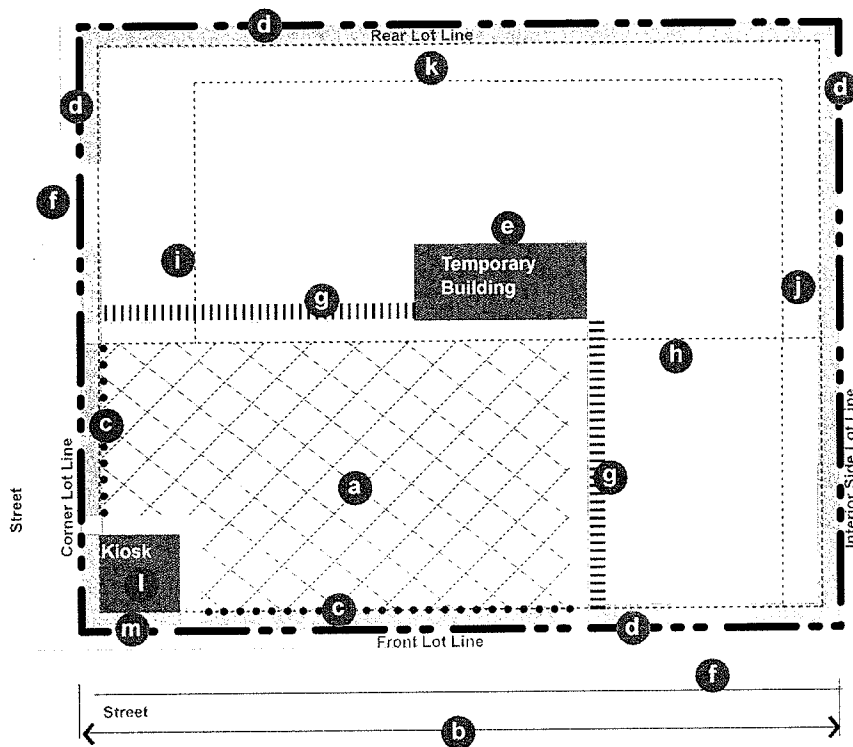 d
Rear Lot Line
k
d
d
f
e
i
Temporary
Building
j
g
h
c
a
g
Street
Corner Lot Line
Interior Side Lot Line
Kiosk
l
c
m
d
Front Lot Line
f
Street
b